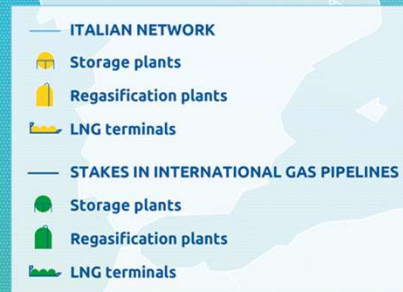 ITALIAN NETWORK
Storage plants
Regasification plants
LNG terminals
STAKES IN INTERNATIONAL GAS PIPELINES
Storage plants
Regasification plants
LNG terminals